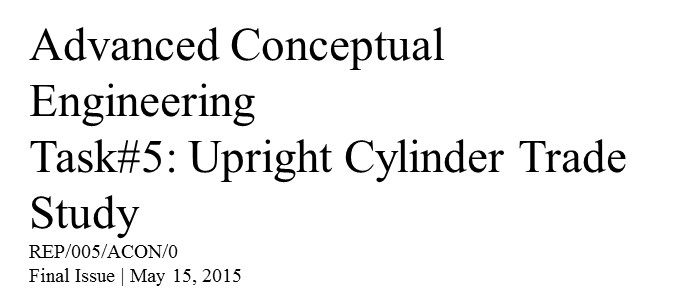 Advanced Conceptual
Engineering
Task#5: Upright Cylinder Trade
Study
REP/005/ACON/0
Final Issue | May 15, 2015